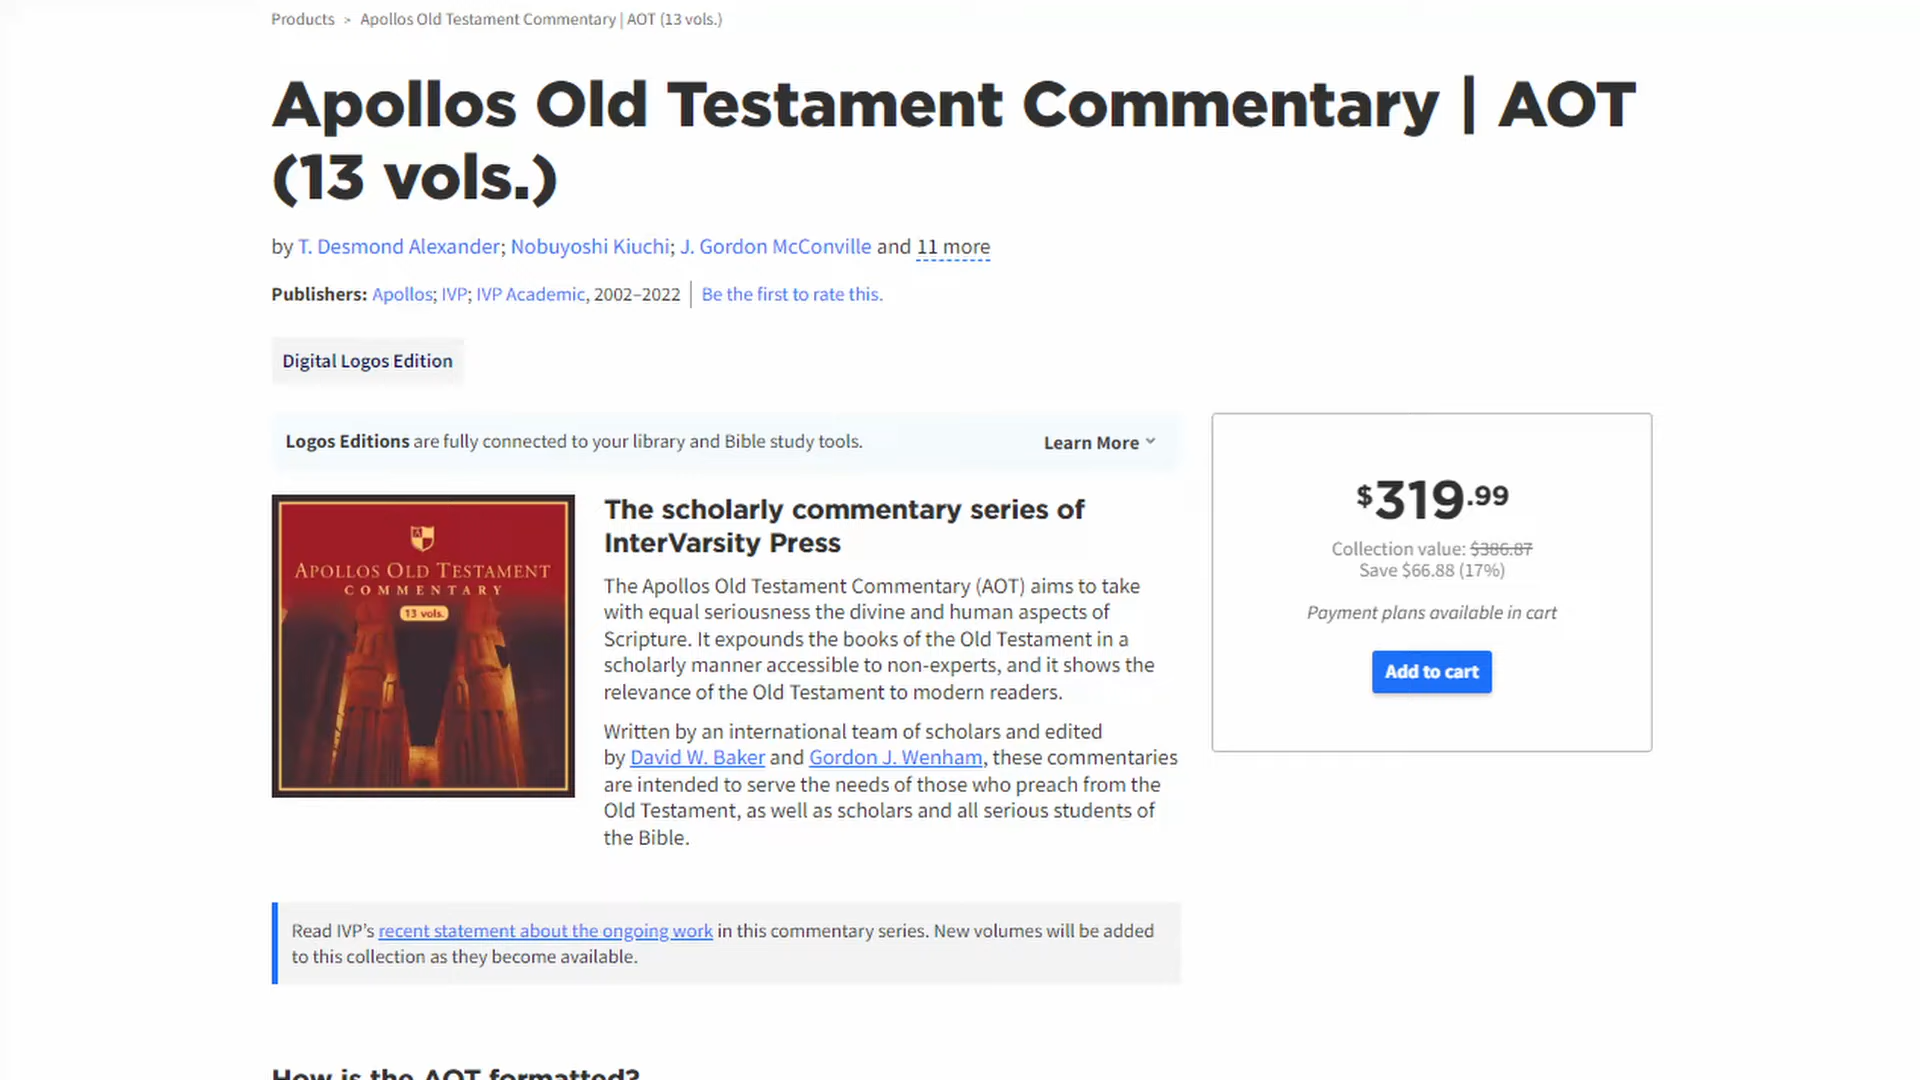 Products > Apollos Old Testament Commentary | AOT (13 vols.)
Apollos Old Testament Commentary | AOT
(13 vols.)
by T. Desmond Alexander; Nobuyoshi Kiuchi; J. Gordon McConville and 11 more
Publishers: Apollos; IVP; IVP Academic, 2002–2022 | Be the first to rate this.
Digital Logos Edition
Logos Editions are fully connected to your library and Bible study tools.
Learn More
APOLLOS OLD TESTAMENT
COMMENTARY
13 vols.
The scholarly commentary series of
InterVarsity Press
The Apollos Old Testament Commentary (AOT) aims to take
with equal seriousness the divine and human aspects of
Scripture. It expounds the books of the Old Testament in a
scholarly manner accessible to non-experts, and it shows the
relevance of the Old Testament to modern readers.
Written by an international team of scholars and edited
by David W. Baker and Gordon J. Wenham, these commentaries
are intended to serve the needs of those who preach from the
Old Testament, as well as scholars and all serious students of
the Bible.
$319.99
Collection value: $386.87
Save $66.88 (17%)
Payment plans available in cart
Add to cart
Read IVP's recent statement about the ongoing work in this commentary series. New volumes will be added
to this collection as they become available.
How is the AOT formatted?